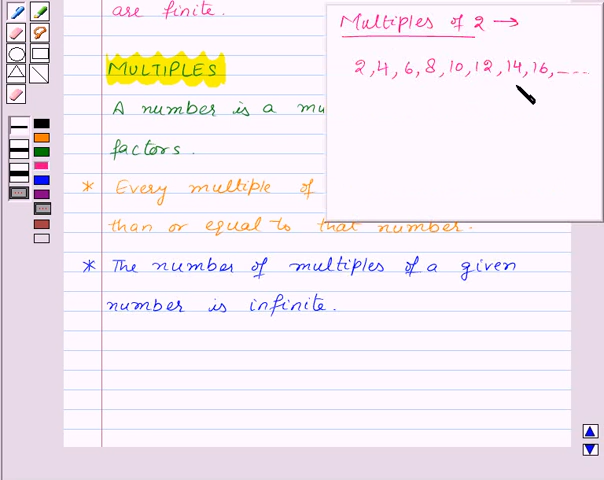 are finite.
Multiples of 2 →
2, 4, 6, 8, 10, 12, 14, 16, ----
MULTIPLES
A number is a mu
factors.
* Every multiple of
than or equal to that number.
* The number of multiples of a given
number is infinite.